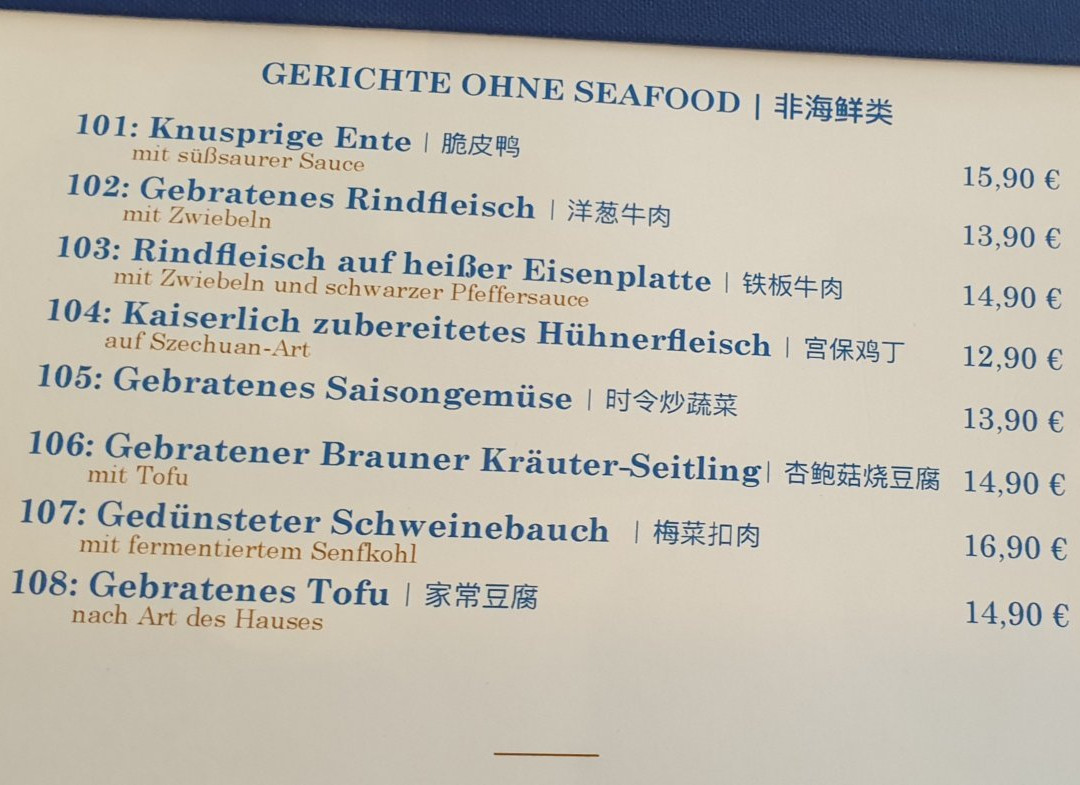 GERICHTE OHNE SEAFOOD | 非海鲜类
101: Knusprige Ente | 脆皮鸭
mit süßsaurer Sauce
15,90 €
102: Gebratenes Rindfleisch | 洋葱牛肉
mit Zwiebeln
13,90 €
103: Rindfleisch auf heißer Eisenplatte | 铁板牛肉
mit Zwiebeln und schwarzer Pfeffersauce
14,90 €
104: Kaiserlich zubereitetes Hühnerfleisch | 宫保鸡丁
auf Szechuan-Art
12,90 €
105: Gebratenes Saisongemüse | 时令炒蔬菜
13,90 €
106: Gebratener Brauner Kräuter-Seitling| 杏鲍菇烧豆腐
mit Tofu
14,90 €
107: Gedünsteter Schweinebauch | 梅菜扣肉
mit fermentiertem Senfkohl
16,90 €
108: Gebratenes Tofu | 家常豆腐
nach Art des Hauses
14,90 €